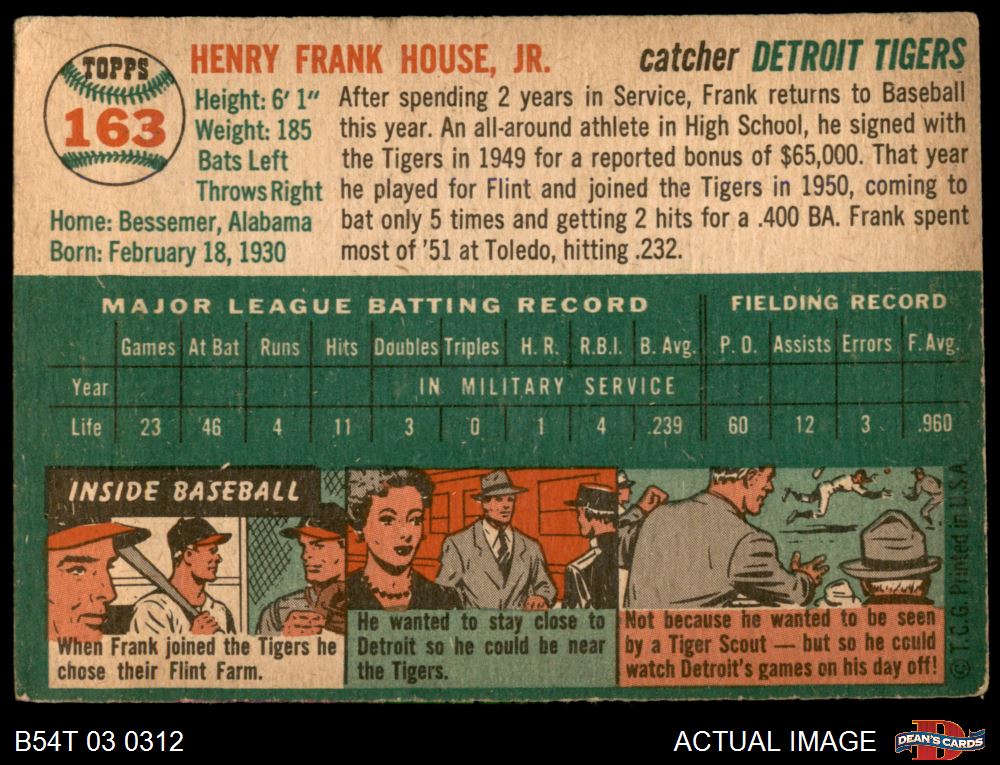 TOPPS
163
HENRY FRANK HOUSE, JR.
catcher DETROIT TIGERS
Height: 6' 1"
Weight: 185
Bats Left
Throws Right
Home: Bessemer, Alabama
Born: February 18, 1930
After spending 2 years in Service, Frank returns to Baseball
this year. An all-around athlete in High School, he signed with
the Tigers in 1949 for a reported bonus of $65,000. That year
he played for Flint and joined the Tigers in 1950, coming to
bat only 5 times and getting 2 hits for a .400 BA. Frank spent
most of '51 at Toledo, hitting .232.
MAJOR LEAGUE BATTING RECORD FIELDING RECORD
Games At Bat Runs Hits Doubles Triples H. R. R.B.I. B. Avg. P. O. Assists Errors F. Avg.
Year IN MILITARY SERVICE
Life 23 46 4 11 3 0 1 4 .239 60 12 3 .960
INSIDE BASEBALL
When Frank joined the Tigers he
chose their Flint Farm.
He wanted to stay close to
Detroit so he could be near
the Tigers.
Not because he wanted to be seen
by a Tiger Scout — but so he could
watch Detroit's games on his day off!
© T.C.G. Printed in U.S.A.
B54T 03 0312
ACTUAL IMAGE
DEAN'S CARDS